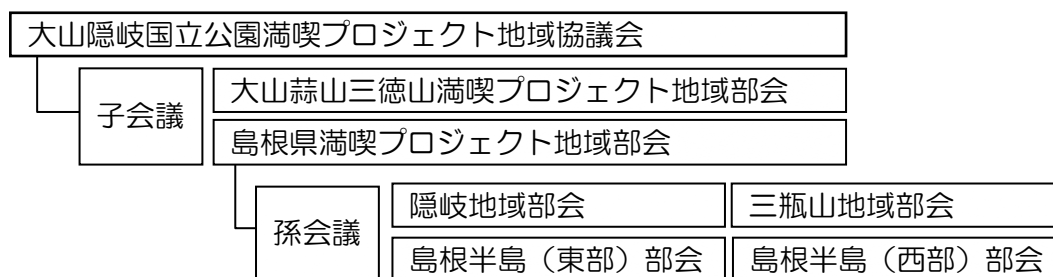 大山隠岐国立公園満喫プロジェクト地域協議会
子会議
大山蒜山三徳山満喫プロジェクト地域部会
島根県満喫プロジェクト地域部会
孫会議
隠岐地域部会
三瓶山地域部会
島根半島（東部）部会
島根半島（西部）部会